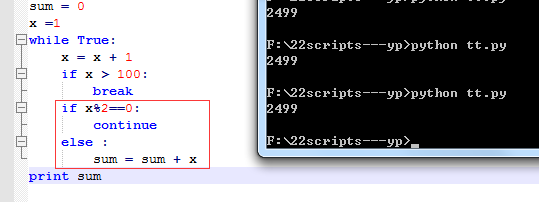 sum = 0
x =1
while True:
    x = x + 1
    if x > 100:
        break
    if x%2==0:
        continue
    else :
        sum = sum + x
print sum
2499
F:\22scripts---yp>python tt.py
2499
F:\22scripts---yp>python tt.py
2499
F:\22scripts---yp>